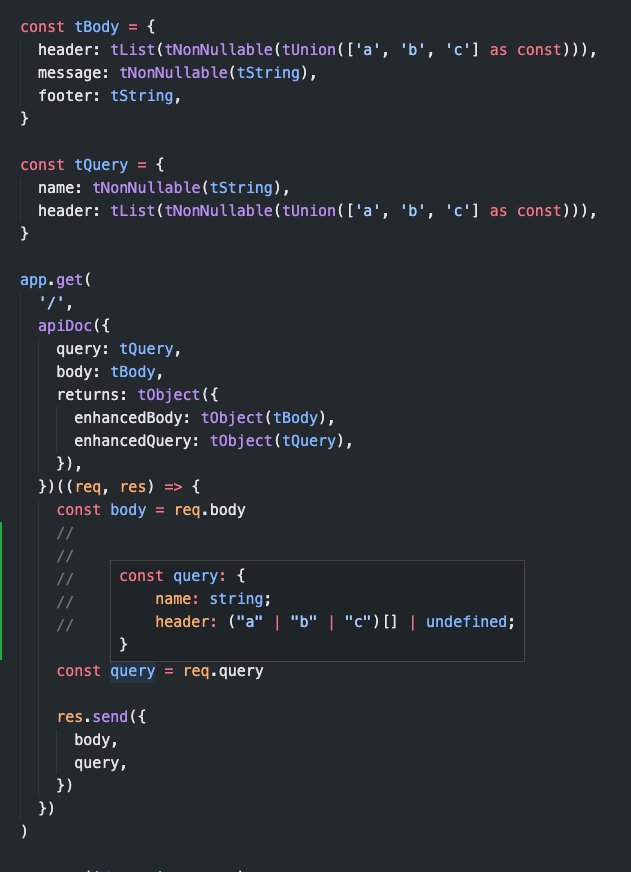 const tBody = {
header: tList(tNonNullable(tUnion(['a', 'b', 'c'] as const))),
message: tNonNullable(tString),
footer: tString,
}
const tQuery = {
name: tNonNullable(tString),
header: tList(tNonNullable(tUnion(['a', 'b', 'c'] as const))),
}
app.get(
'/',
apiDoc({
query: tQuery,
body: tBody,
returns: tObject({
enhancedBody: tObject(tBody),
enhancedQuery: tObject(tQuery),
}),
})((req, res) => {
const body = req.body
//
//
//
//
//
const query: {
name: string;
header: ("a" | "b" | "c")[] | undefined;
}
const query = req.query
res.send({
body,
query,
})
})
)